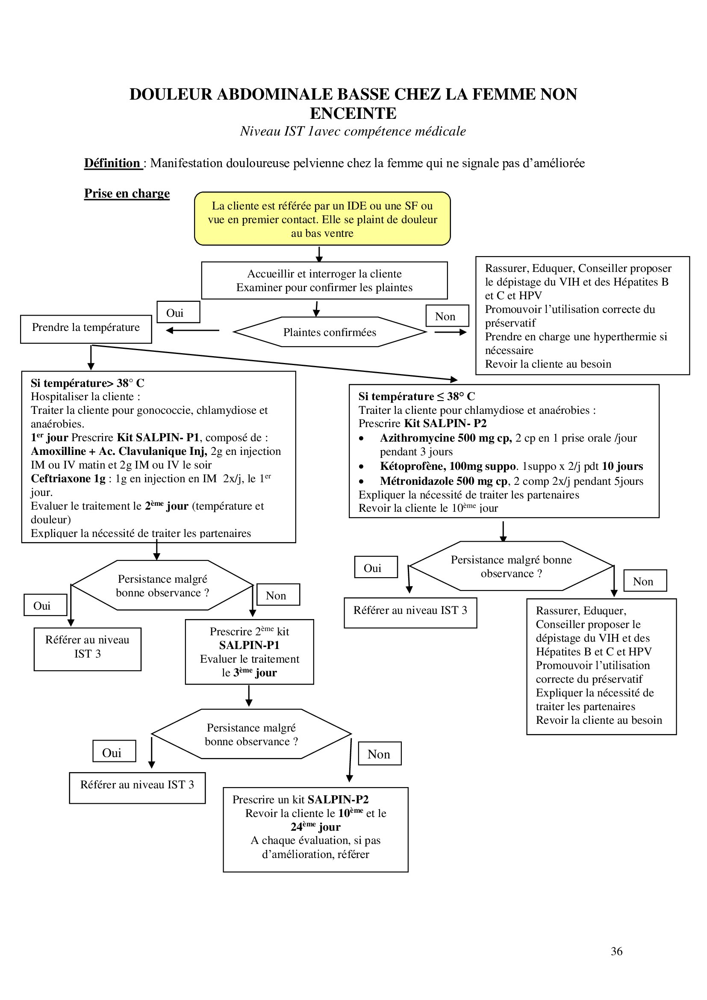 DOULEUR ABDOMINALE BASSE CHEZ LA FEMME NON
ENCEINTE
Niveau IST 1avec compétence médicale
Définition : Manifestation douloureuse pelvienne chez la femme qui ne signale pas d’améliorée
Prise en charge
La cliente est référée par un IDE ou une SF ou
vue en premier contact. Elle se plaint de douleur
au bas ventre
Accueillir et interroger la cliente
Examiner pour confirmer les plaintes
Rassurer, Eduquer, Conseiller proposer
le dépistage du VIH et des Hépatites B
et C et HPV
Promouvoir l’utilisation correcte du
préservatif
Prendre en charge une hyperthermie si
nécessaire
Revoir la cliente au besoin
Oui
Non
Prendre la température
Plaintes confirmées
Si température> 38° C
Hospitaliser la cliente :
Traiter la cliente pour gonococcie, chlamydiose et
anaérobies.
1er jour Prescrire Kit SALPIN- P1, composé de :
Amoxilline + Ac. Clavulanique Inj, 2g en injection
IM ou IV matin et 2g IM ou IV le soir
Ceftriaxone 1g : 1g en injection en IM 2x/j, le 1er
jour.
Evaluer le traitement le 2ème jour (température et
douleur)
Expliquer la nécessité de traiter les partenaires
Si température ≤ 38° C
Traiter la cliente pour chlamydiose et anaérobies :
Prescrire Kit SALPIN- P2
• Azithromycine 500 mg cp, 2 cp en 1 prise orale /jour
pendant 3 jours
• Kétoprofène, 100mg suppo. 1suppo x 2/j pdt 10 jours
• Métronidazole 500 mg cp, 2 comp 2x/j pendant 5jours
Expliquer la nécessité de traiter les partenaires
Revoir la cliente le 10ème jour
Persistance malgré
bonne observance ?
Oui
Non
Référer au niveau
IST 3
Prescrire 2ème kit
SALPIN-P1
Evaluer le traitement
le 3ème jour
Persistance malgré bonne
observance ?
Oui
Non
Référer au niveau IST 3
Rassurer, Eduquer,
Conseiller proposer le
dépistage du VIH et des
Hépatites B et C et HPV
Promouvoir l’utilisation
correcte du préservatif
Expliquer la nécessité de
traiter les partenaires
Revoir la cliente au besoin
Persistance malgré
bonne observance ?
Oui
Non
Référer au niveau IST 3
Prescrire un kit SALPIN-P2
Revoir la cliente le 10ème et le
24ème jour
A chaque évaluation, si pas
d’amélioration, référer
36